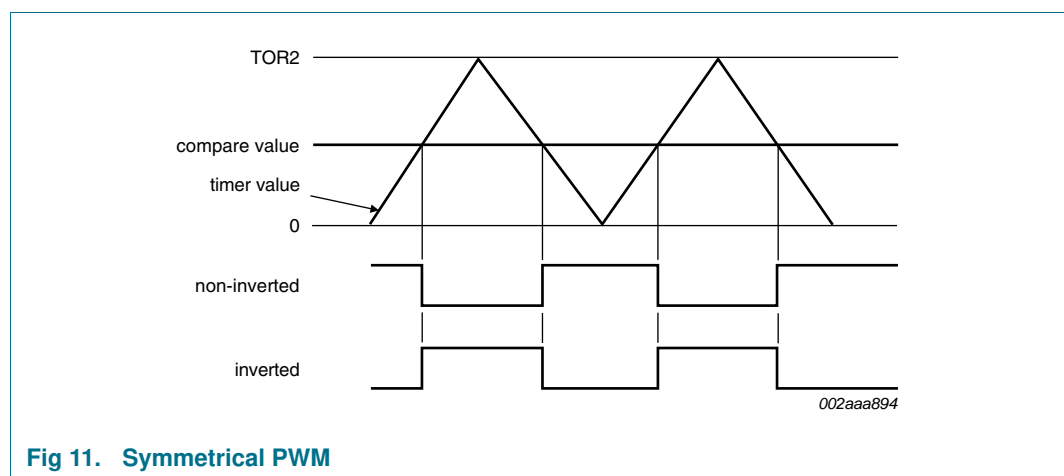 TOR2
compare value
timer value
0
non-inverted
inverted
002aaa894
Fig 11. Symmetrical PWM